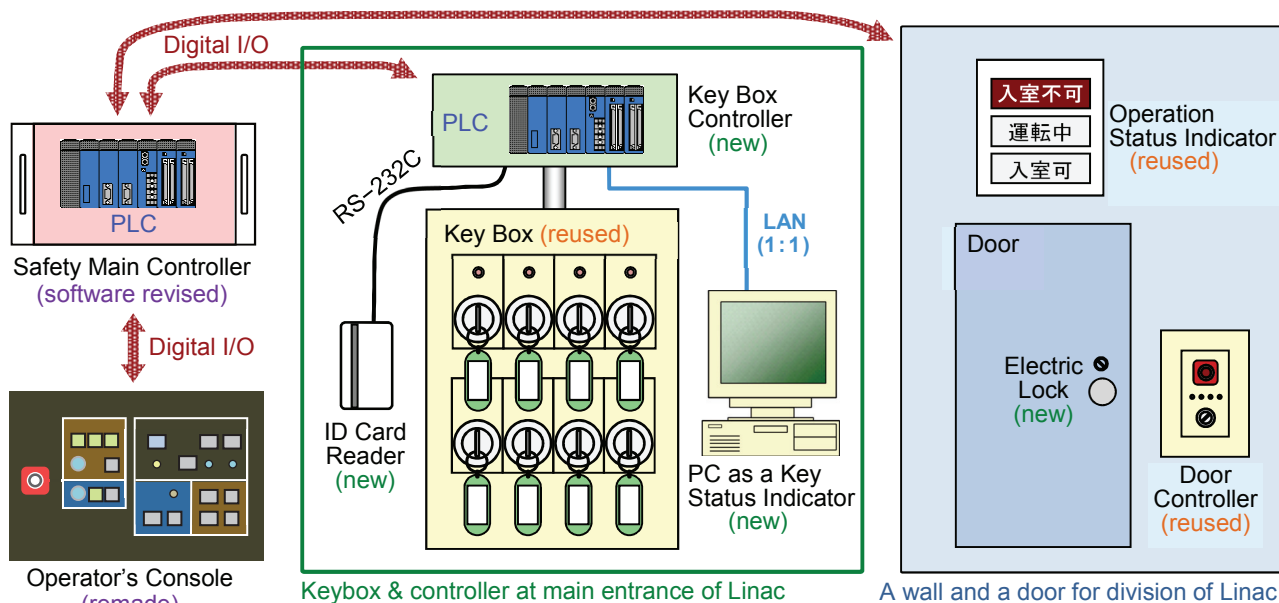 Digital I/O
PLC
Safety Main Controller
(software revised)
Digital I/O
Operator's Console
(remade)
PLC
Key Box
Controller
(new)
RS-232C
LAN
(1:1)
Key Box (reused)
ID Card
Reader
(new)
PC as a Key
Status Indicator
(new)
Keybox & controller at main entrance of Linac
入室不可
運転中
入室可
Operation
Status Indicator
(reused)
Door
Electric
Lock
(new)
Door
Controller
(reused)
A wall and a door for division of Linac